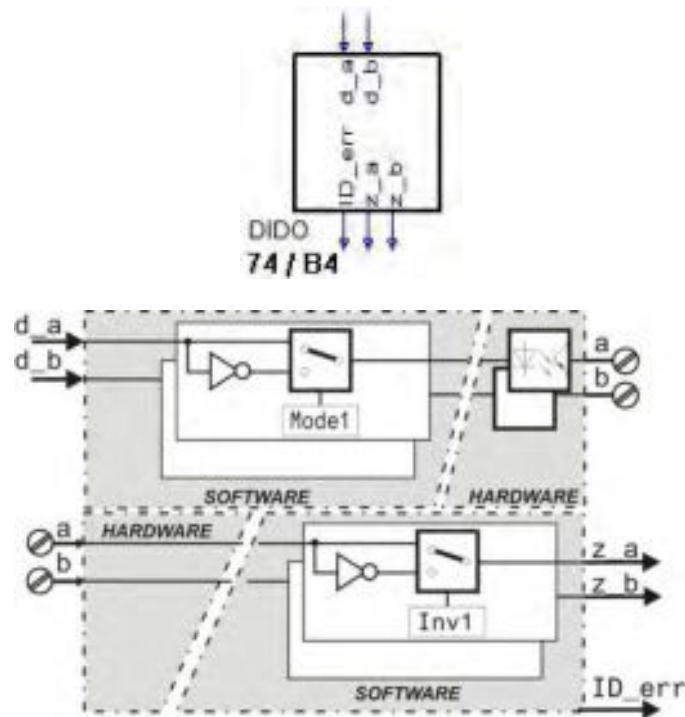 d_a
d_b
ID_err
z_a
z_b
DIDO
74 / B4
d_a
d_b
a
b
Mode1
SOFTWARE
HARDWARE
HARDWARE
a
b
z_a
z_b
Inv1
SOFTWARE
ID_err